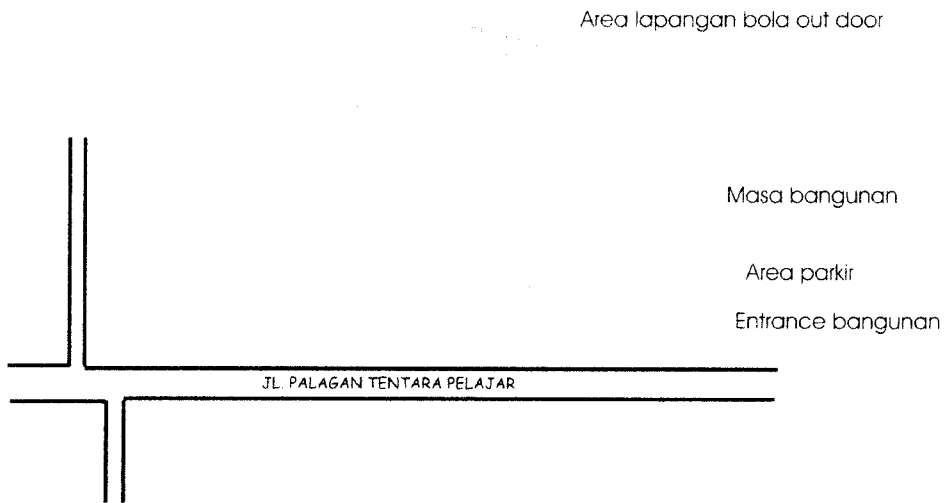 Area lapangan bola out door
Masa bangunan
Area parkir
Entrance bangunan
JL. PALAGAN TENTARA PELAJAR